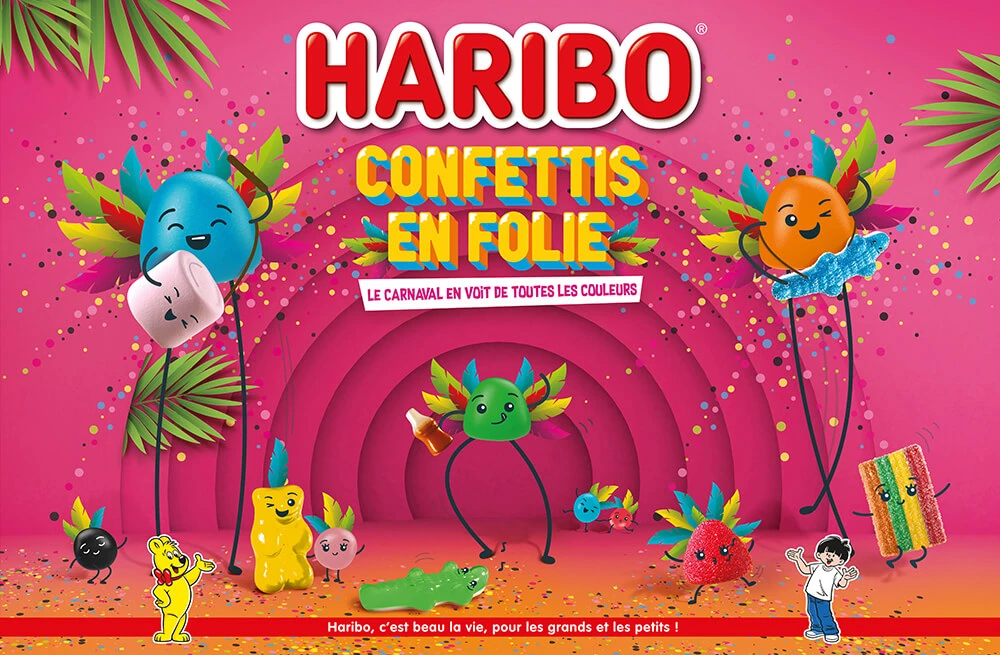 HARIBO®
CONFETTIS
EN FOLIE
LE CARNAVAL EN VOIT DE TOUTES LES COULEURS
Haribo, c'est beau la vie, pour les grands et les petits !